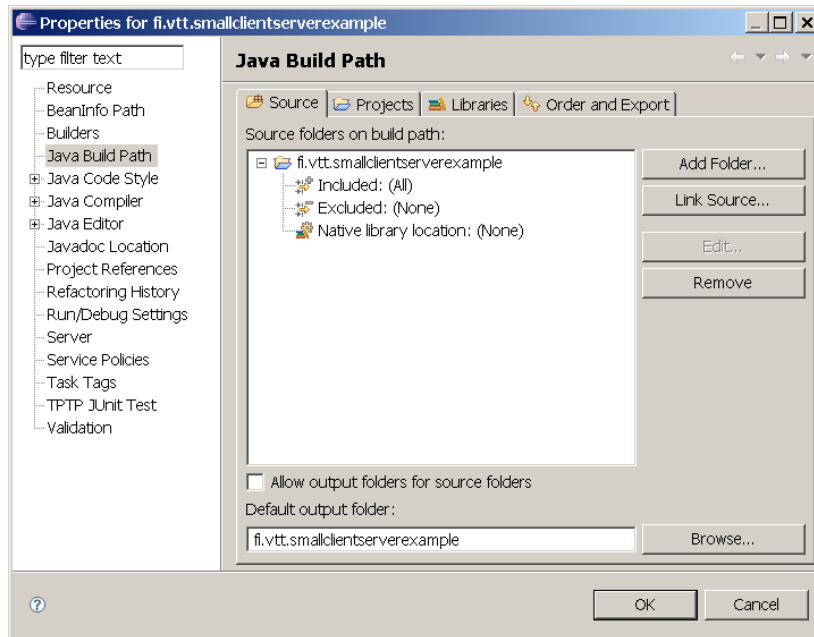 Properties for fi.vtt.smallclientserverexample
type filter text
Resource
BeanInfo Path
Builders
Java Build Path
Java Code Style
Java Compiler
Java Editor
Javadoc Location
Project References
Refactoring History
Run/Debug Settings
Server
Service Policies
Task Tags
TPTP JUnit Test
Validation
Java Build Path
Source Projects Libraries Order and Export
Source folders on build path:
fi.vtt.smallclientserverexample
Included: (All)
Excluded: (None)
Native library location: (None)
Add Folder...
Link Source...
Edit...
Remove
Allow output folders for source folders
Default output folder:
fi.vtt.smallclientserverexample
Browse...
?
OK Cancel